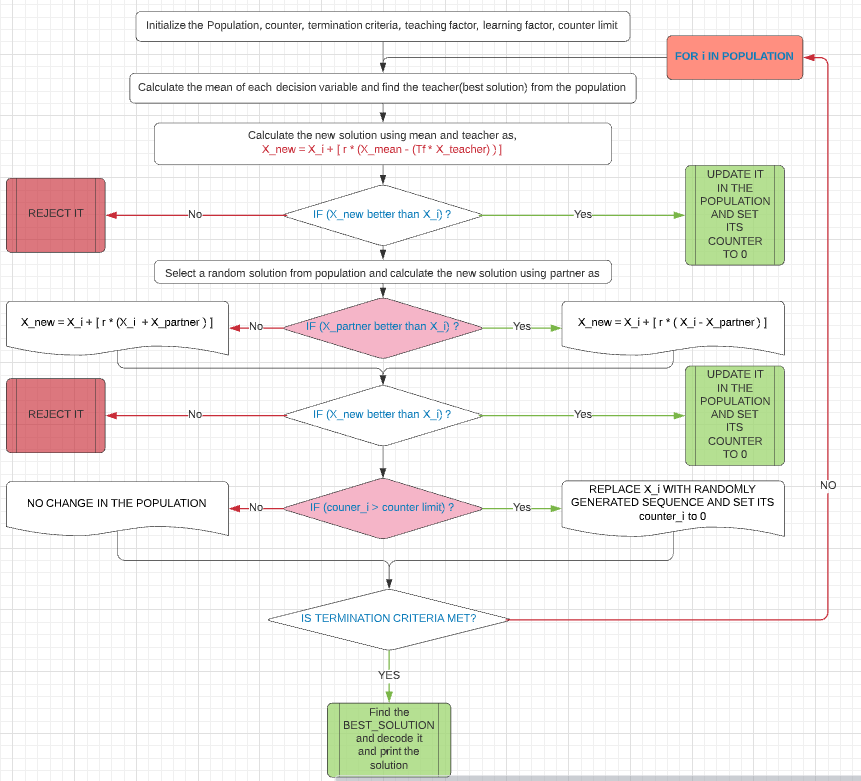 Initialize the Population, counter, termination criteria, teaching factor, learning factor, counter limit
FOR i IN POPULATION
Calculate the mean of each decision variable and find the teacher(best solution) from the population
Calculate the new solution using mean and teacher as,
X_new = X_i + [ r * (X_mean - (Tf * X_teacher) ) ]
REJECT IT
No
IF (X_new better than X_i) ?
Yes
UPDATE IT
IN THE
POPULATION
AND SET
ITS
COUNTER
TO 0
Select a random solution from population and calculate the new solution using partner as
X_new = X_i + [ r * (X_i + X_partner ) ]
No
IF (X_partner better than X_i) ?
Yes
X_new = X_i + [ r * ( X_i - X_partner ) ]
REJECT IT
No
IF (X_new better than X_i) ?
Yes
UPDATE IT
IN THE
POPULATION
AND SET
ITS
COUNTER
TO 0
NO
NO CHANGE IN THE POPULATION
No
IF (couner_i > counter limit) ?
Yes
REPLACE X_i WITH RANDOMLY
GENERATED SEQUENCE AND SET ITS
counter_i to 0
IS TERMINATION CRITERIA MET?
YES
Find the
BEST_SOLUTION
and decode it
and print the
solution